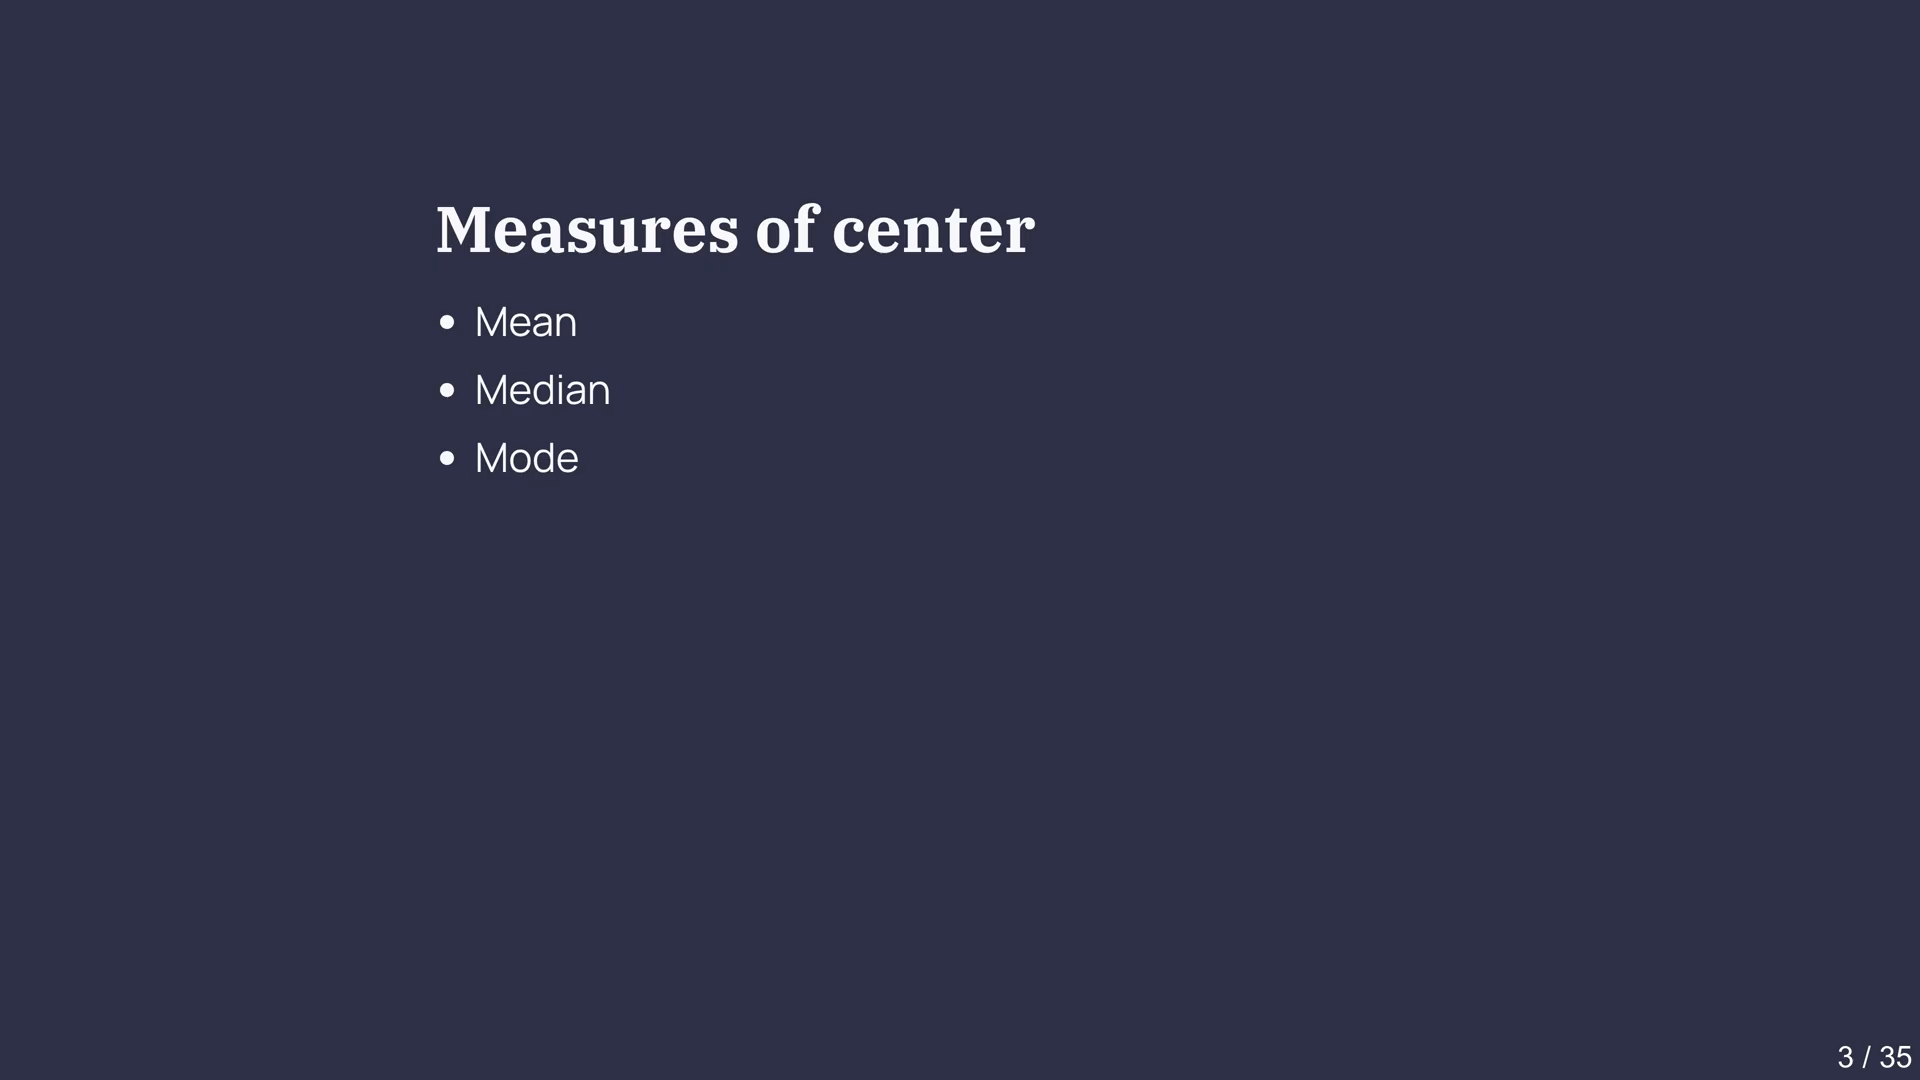 Measures of center
• Mean
• Median
• Mode
3 / 35